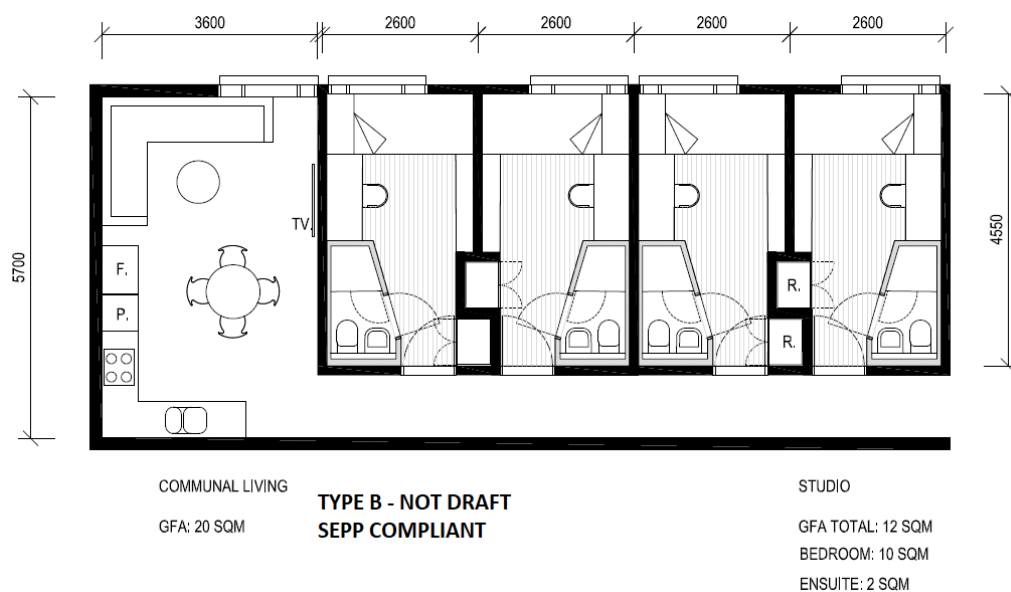 3600
2600
2600
2600
2600
5700
4550
TV.
F.
P.
R.
R.
COMMUNAL LIVING
GFA: 20 SQM
TYPE B - NOT DRAFT
SEPP COMPLIANT
STUDIO
GFA TOTAL: 12 SQM
BEDROOM: 10 SQM
ENSUITE: 2 SQM